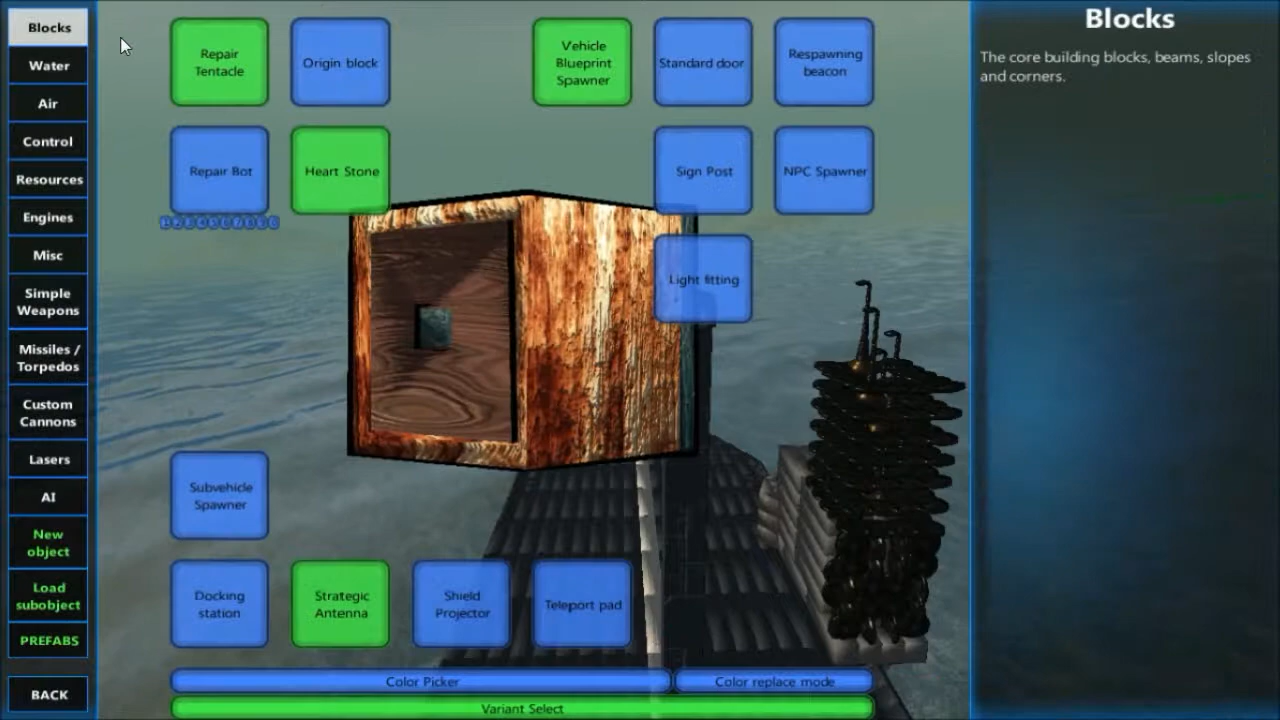 Blocks
Water
Air
Control
Resources
Engines
Misc
Simple
Weapons
Missiles /
Torpedos
Custom
Cannons
Lasers
AI
New
object
Load
subobject
PREFABS
BACK
Repair
Tentacle
Origin block
Vehicle
Blueprint
Spawner
Standard door
Respawning
beacon
Repair Bot
Heart Stone
Sign Post
NPC Spawner
1234567890
Light fitting
Subvehicle
Spawner
Docking
station
Strategic
Antenna
Shield
Projector
Teleport pad
Color Picker
Color replace mode
Variant Select
Blocks
The core building blocks, beams, slopes
and corners.